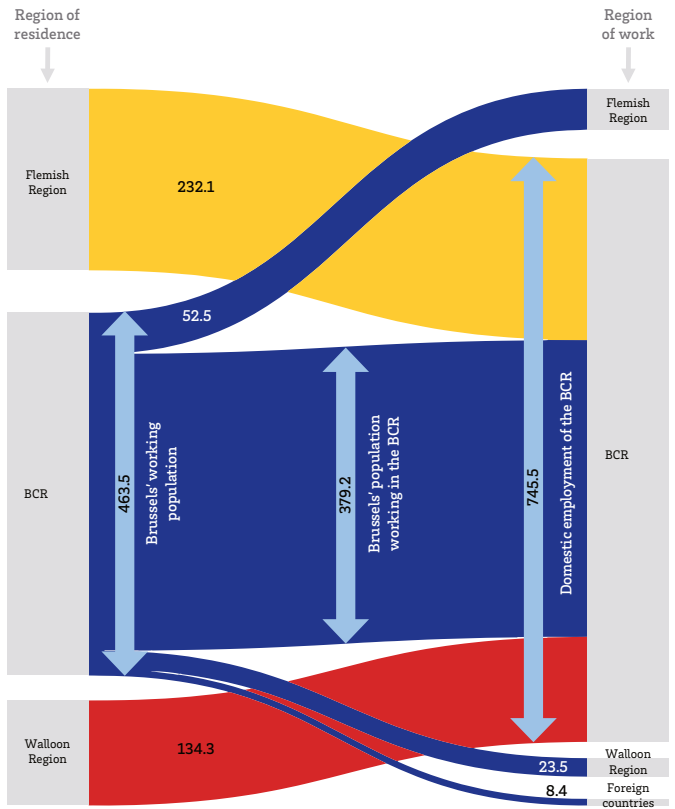 Region of
residence
Region
of work
Flemish
Region
Flemish
Region
232.1
52.5
BCR
463.5
Brussels' working
population
379.2
Brussels' population
working in the BCR
745.5
Domestic employment of the BCR
BCR
Walloon
Region
134.3
Walloon
Region
23.5
8.4
Foreign
countries